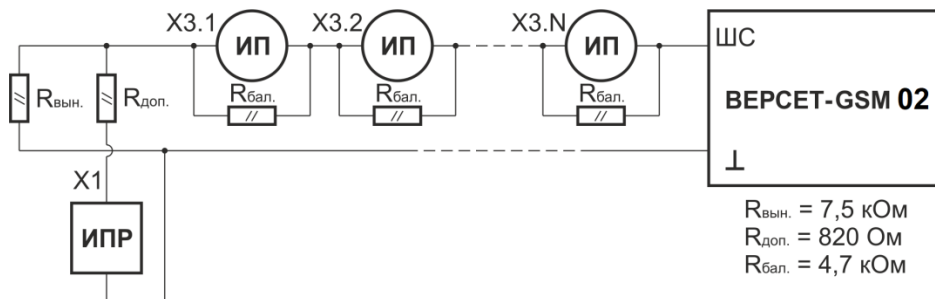 X3.1 ИП X3.2 ИП X3.N ИП ШС
Rвын. Rдоп. Rбал. Rбал. Rбал. ВЕРСЕТ-GSM 02
X1 ⊥
ИПР
Rвын. = 7,5 кОм
Rдоп. = 820 Ом
Rбал. = 4,7 кОм